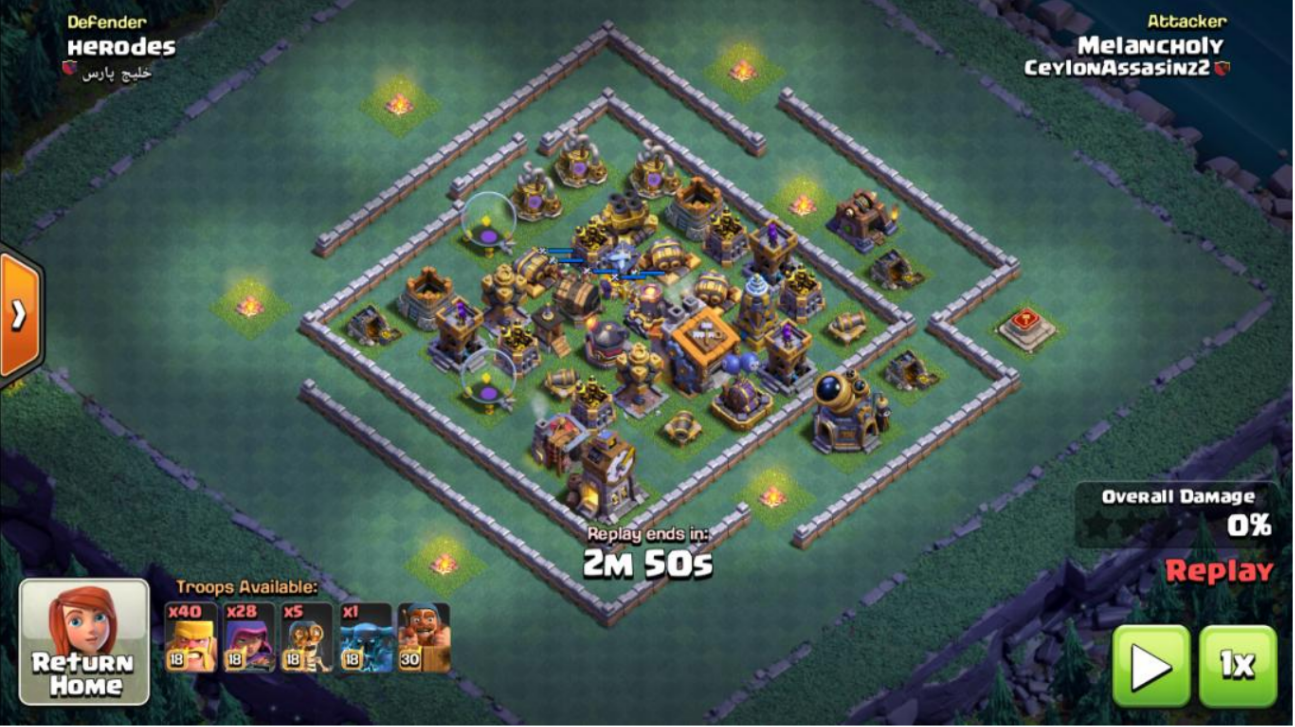 Defender
HERODES
خلیج پارس
Attacker
MELANCHOLY
CEYLONASSASINZ2
Overall Damage
0%
Replay
Replay ends in:
2M 50S
Troops Available:
x40
x28
x5
x1
18
18
18
18
30
RETURN
HOME
1X